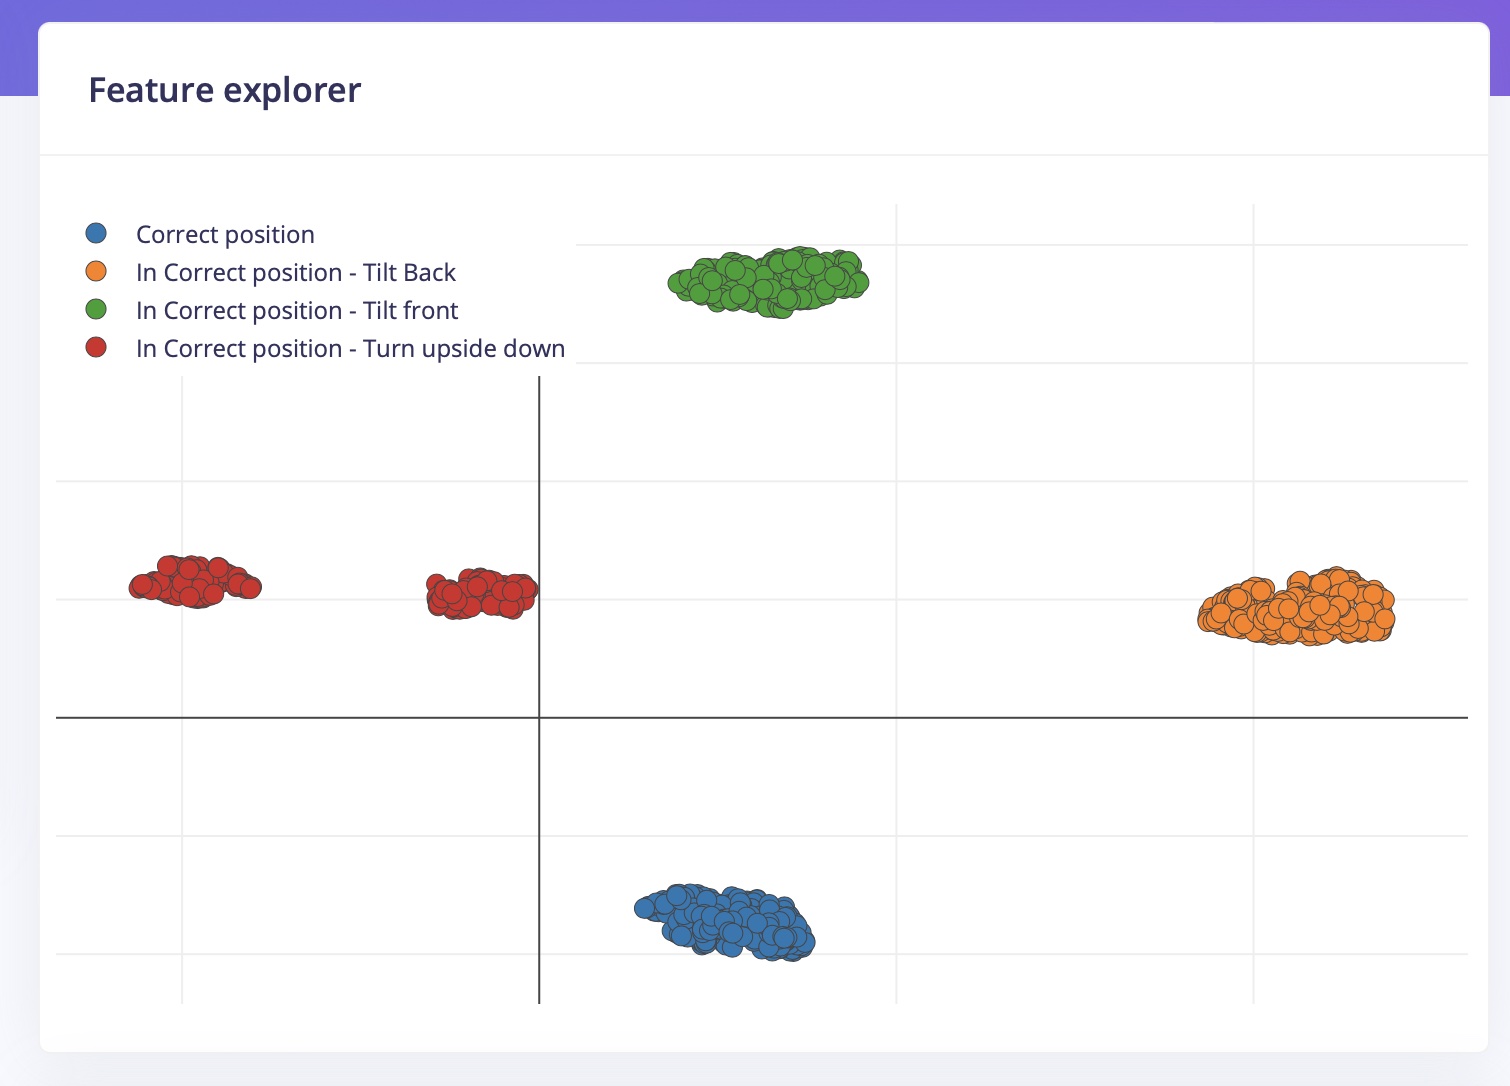 Feature explorer
Correct position
In Correct position - Tilt Back
In Correct position - Tilt front
In Correct position - Turn upside down